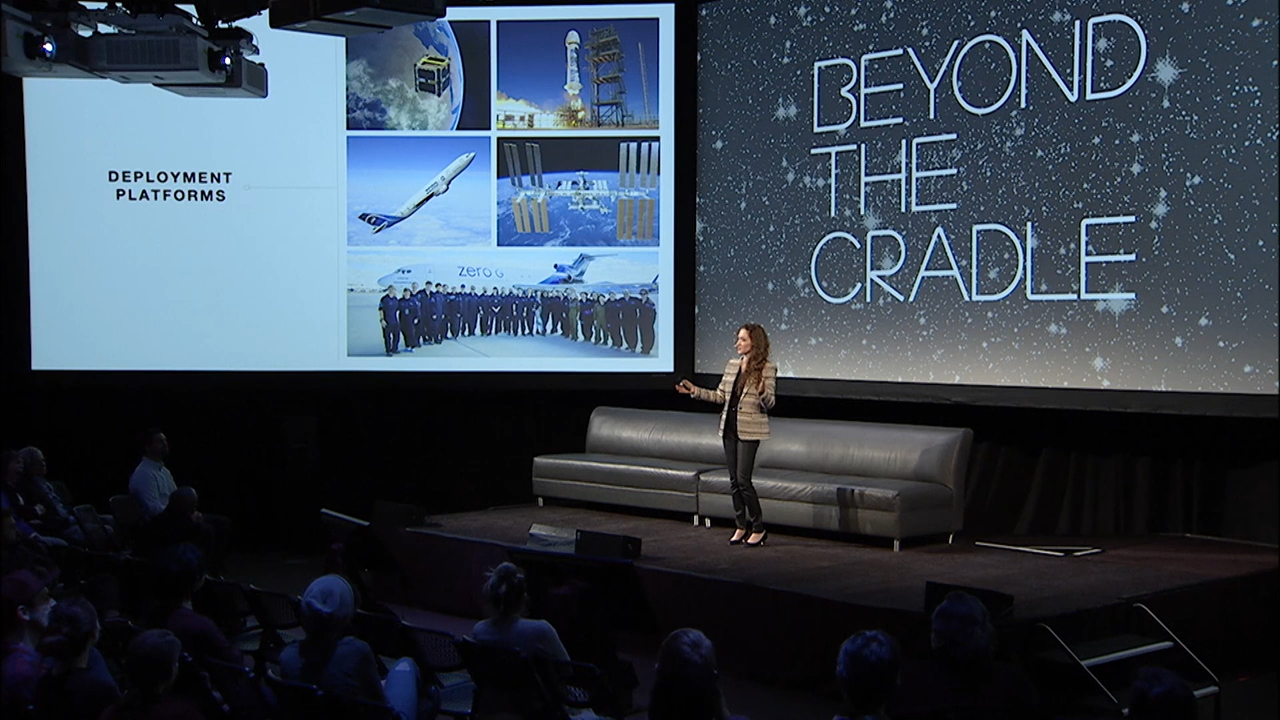 DEPLOYMENT
PLATFORMS
zero G
BEYOND
THE
CRADLE